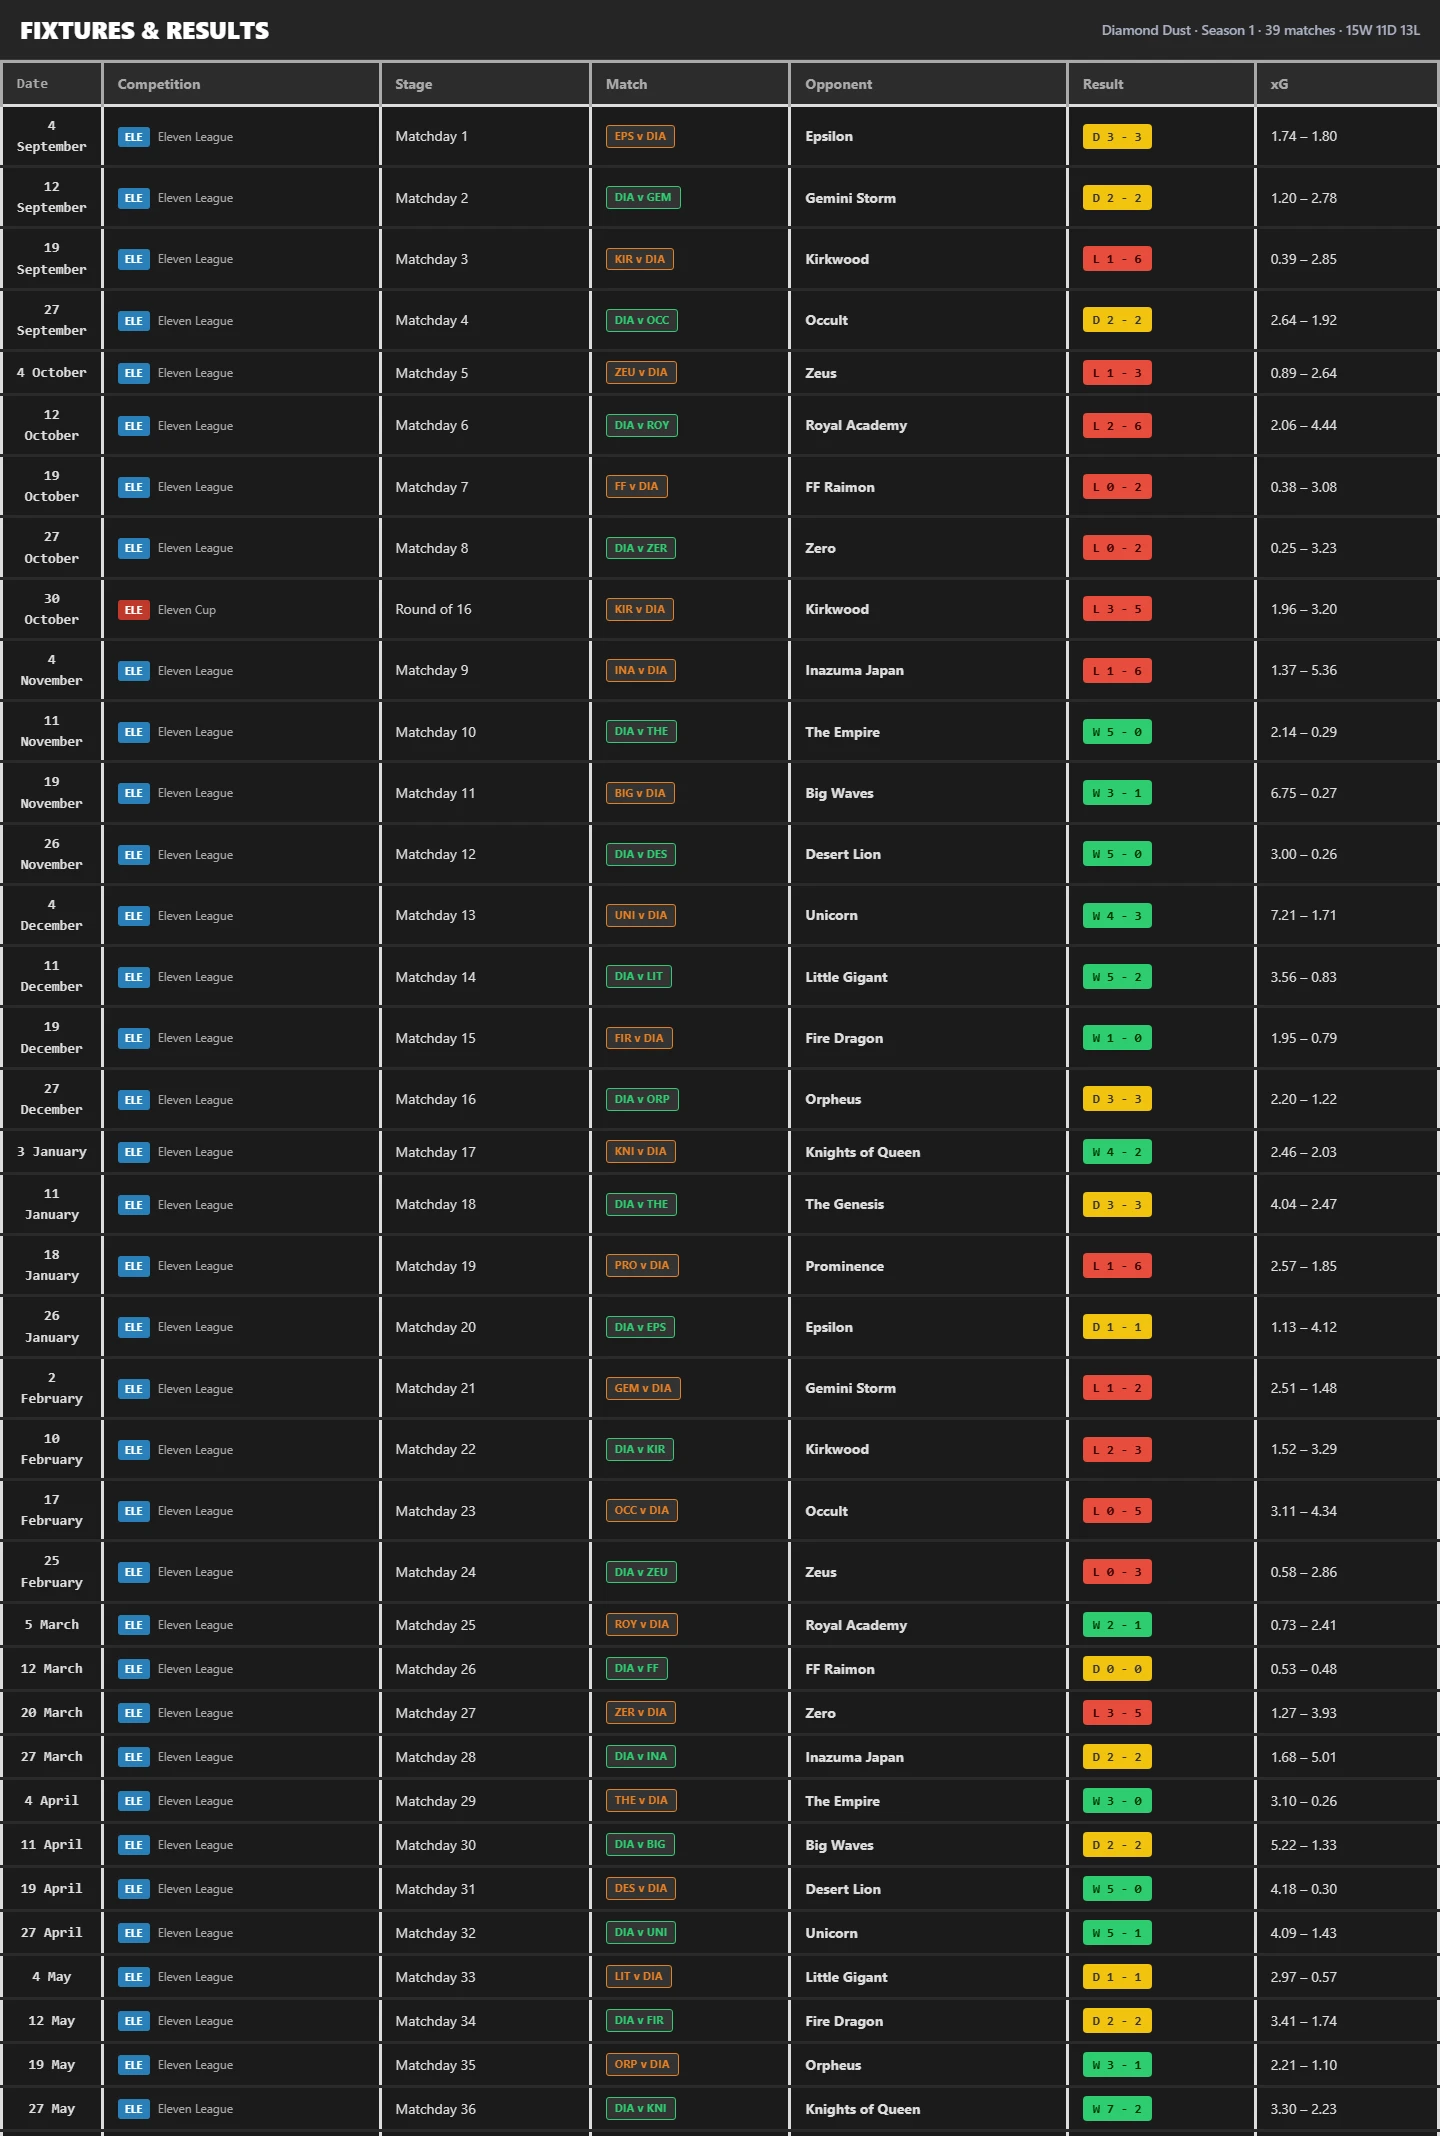 FIXTURES & RESULTS
Diamond Dust · Season 1 · 39 matches · 15W 11D 13L
Date Competition Stage Match Opponent Result xG
4 September ELE Eleven League Matchday 1 EPS v DIA Epsilon D 3 - 3 1.74 – 1.80
12 September ELE Eleven League Matchday 2 DIA v GEM Gemini Storm D 2 - 2 1.20 – 2.78
19 September ELE Eleven League Matchday 3 KIR v DIA Kirkwood L 1 - 6 0.39 – 2.85
27 September ELE Eleven League Matchday 4 DIA v OCC Occult D 2 - 2 2.64 – 1.92
4 October ELE Eleven League Matchday 5 ZEU v DIA Zeus L 1 - 3 0.89 – 2.64
12 October ELE Eleven League Matchday 6 DIA v ROY Royal Academy L 2 - 6 2.06 – 4.44
19 October ELE Eleven League Matchday 7 FF v DIA FF Raimon L 0 - 2 0.38 – 3.08
27 October ELE Eleven League Matchday 8 DIA v ZER Zero L 0 - 2 0.25 – 3.23
30 October ELE Eleven Cup Round of 16 KIR v DIA Kirkwood L 3 - 5 1.96 – 3.20
4 November ELE Eleven League Matchday 9 INA v DIA Inazuma Japan L 1 - 6 1.37 – 5.36
11 November ELE Eleven League Matchday 10 DIA v THE The Empire W 5 - 0 2.14 – 0.29
19 November ELE Eleven League Matchday 11 BIG v DIA Big Waves W 3 - 1 6.75 – 0.27
26 November ELE Eleven League Matchday 12 DIA v DES Desert Lion W 5 - 0 3.00 – 0.26
4 December ELE Eleven League Matchday 13 UNI v DIA Unicorn W 4 - 3 7.21 – 1.71
11 December ELE Eleven League Matchday 14 DIA v LIT Little Gigant W 5 - 2 3.56 – 0.83
19 December ELE Eleven League Matchday 15 FIR v DIA Fire Dragon W 1 - 0 1.95 – 0.79
27 December ELE Eleven League Matchday 16 DIA v ORP Orpheus D 3 - 3 2.20 – 1.22
3 January ELE Eleven League Matchday 17 KNI v DIA Knights of Queen W 4 - 2 2.46 – 2.03
11 January ELE Eleven League Matchday 18 DIA v THE The Genesis D 3 - 3 4.04 – 2.47
18 January ELE Eleven League Matchday 19 PRO v DIA Prominence L 1 - 6 2.57 – 1.85
26 January ELE Eleven League Matchday 20 DIA v EPS Epsilon D 1 - 1 1.13 – 4.12
2 February ELE Eleven League Matchday 21 GEM v DIA Gemini Storm L 1 - 2 2.51 – 1.48
10 February ELE Eleven League Matchday 22 DIA v KIR Kirkwood L 2 - 3 1.52 – 3.29
17 February ELE Eleven League Matchday 23 OCC v DIA Occult L 0 - 5 3.11 – 4.34
25 February ELE Eleven League Matchday 24 DIA v ZEU Zeus L 0 - 3 0.58 – 2.86
5 March ELE Eleven League Matchday 25 ROY v DIA Royal Academy W 2 - 1 0.73 – 2.41
12 March ELE Eleven League Matchday 26 DIA v FF FF Raimon D 0 - 0 0.53 – 0.48
20 March ELE Eleven League Matchday 27 ZER v DIA Zero L 3 - 5 1.27 – 3.93
27 March ELE Eleven League Matchday 28 DIA v INA Inazuma Japan D 2 - 2 1.68 – 5.01
4 April ELE Eleven League Matchday 29 THE v DIA The Empire W 3 - 0 3.10 – 0.26
11 April ELE Eleven League Matchday 30 DIA v BIG Big Waves D 2 - 2 5.22 – 1.33
19 April ELE Eleven League Matchday 31 DES v DIA Desert Lion W 5 - 0 4.18 – 0.30
27 April ELE Eleven League Matchday 32 DIA v UNI Unicorn W 5 - 1 4.09 – 1.43
4 May ELE Eleven League Matchday 33 LIT v DIA Little Gigant D 1 - 1 2.97 – 0.57
12 May ELE Eleven League Matchday 34 DIA v FIR Fire Dragon D 2 - 2 3.41 – 1.74
19 May ELE Eleven League Matchday 35 ORP v DIA Orpheus W 3 - 1 2.21 – 1.10
27 May ELE Eleven League Matchday 36 DIA v KNI Knights of Queen W 7 - 2 3.30 – 2.23